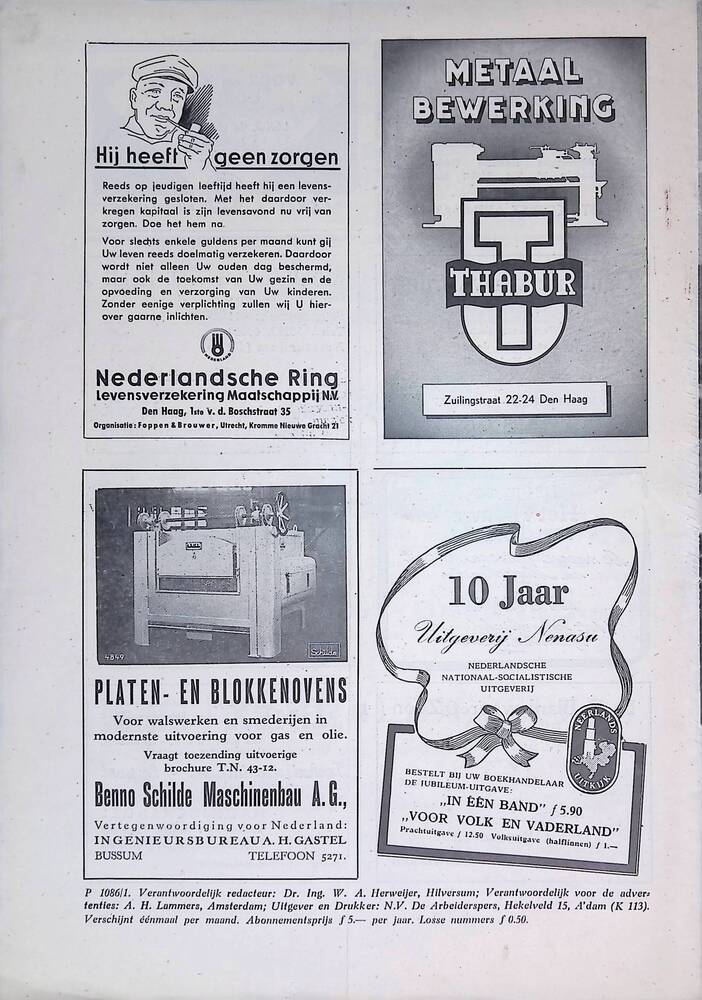 Hij heeft geen zorgen
Reeds op jeudigen leeftijd heeft hij een levens-
verzekering gesloten. Met het daardoor ver-
kregen kapitaal is zijn levensavond nu vrij van
zorgen. Doe het hem na.
Voor slechts enkele guldens per maand kunt gij
Uw leven reeds doelmatig verzekeren. Daardoor
wordt niet alleen Uw ouden dag beschermd,
maar ook de toekomst van Uw gezin en de
opvoeding en verzorging van Uw kinderen.
Zonder eenige verplichting zullen wij U hier-
over gaarne inlichten.
NEDERLAND
Nederlandsche Ring
Levensverzekering Maatschappij N.V.
Den Haag, 1ste v. d. Boschstraat 35
Organisatie: Foppen & Brouwer, Utrecht, Kromme Nieuwe Gracht 21
METAAL
BEWERKING
T
THABUR
Zuilingstraat 22-24 Den Haag
4849
Schilde
PLATEN- EN BLOKKENOVENS
Voor walswerken en smederijen in
modernste uitvoering voor gas en olie.
Vraagt toezending uitvoerige
brochure T.N. 43-12.
Benno Schilde Maschinenbau A.G.,
Vertegenwoordiging voor Nederland:
INGENIEURSBUREAU A. H. GASTEL
BUSSUM TELEFOON 5271.
10 Jaar
Uitgeverij Nenasu
NEDERLANDSCHE
NATIONAAL-SOCIALISTISCHE
UITGEVERIJ
NEERLANDS
UITKIJK
BESTELT BIJ UW BOEKHANDELAAR
DE JUBILEUM-UITGAVE:
„IN ÉÉN BAND” f 5.90
„VOOR VOLK EN VADERLAND”
Prachtuitgave f 12.50 Volksuitgave (halflinnen) f 1.—
P 1086/1. Verantwoordelijk redacteur: Dr. Ing. W. A. Herweijer, Hilversum; Verantwoordelijk voor de adver-
tenties: A. H. Lammers, Amsterdam; Uitgever en Drukker: N.V. De Arbeiderspers, Hekelveld 15, A'dam (K 113).
Verschijnt éénmaal per maand. Abonnementsprijs f 5.— per jaar. Losse nummers f 0.50.